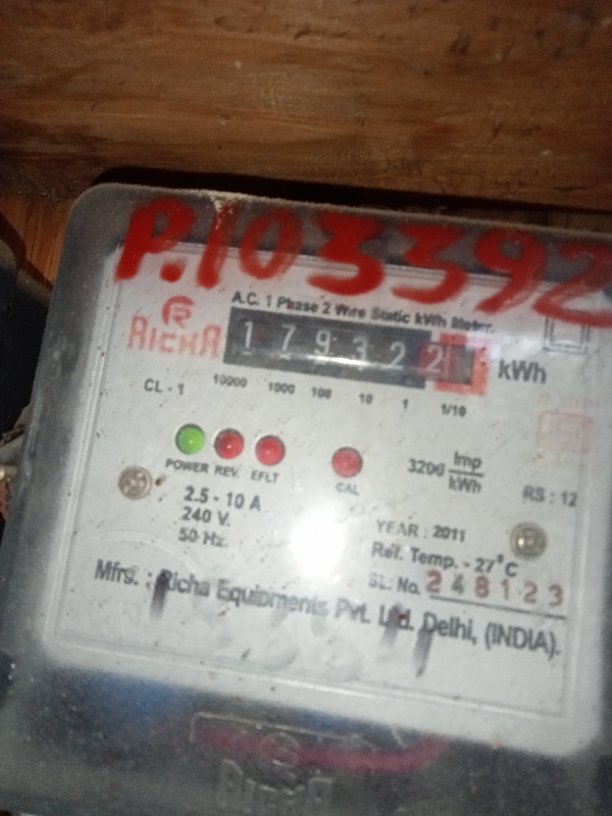 P.103392
A.C. 1 Phase 2 Wire Static kWh Meter.
RICHA
179322 kWh
CL - 1
10000 1000 100 10 1 1/10
POWER REV. EFLT CAL
3200 Imp/kWh
RS : 12
2.5 - 10 A
240 V.
50 Hz.
YEAR : 2011
Ref. Temp. - 27°C
SL. No. 248123
Mfrs. : Richa Equipments Pvt. Ltd. Delhi, (INDIA).
RICHA